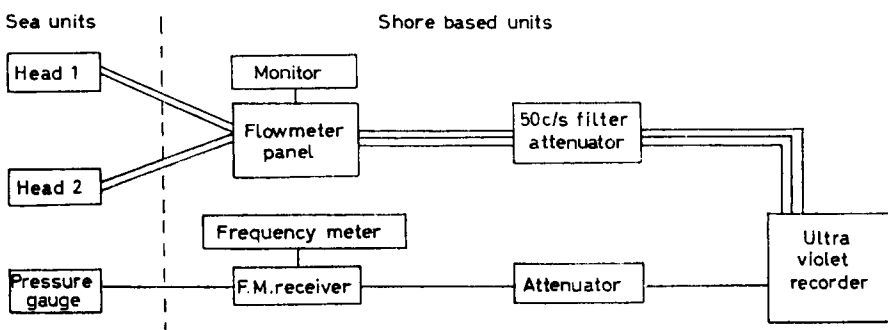 Sea units
Shore based units
Head 1
Monitor
Flowmeter
panel
50c/s filter
attenuator
Head 2
Frequency meter
Ultra
violet
recorder
Pressure
gauge
F.M.receiver
Attenuator